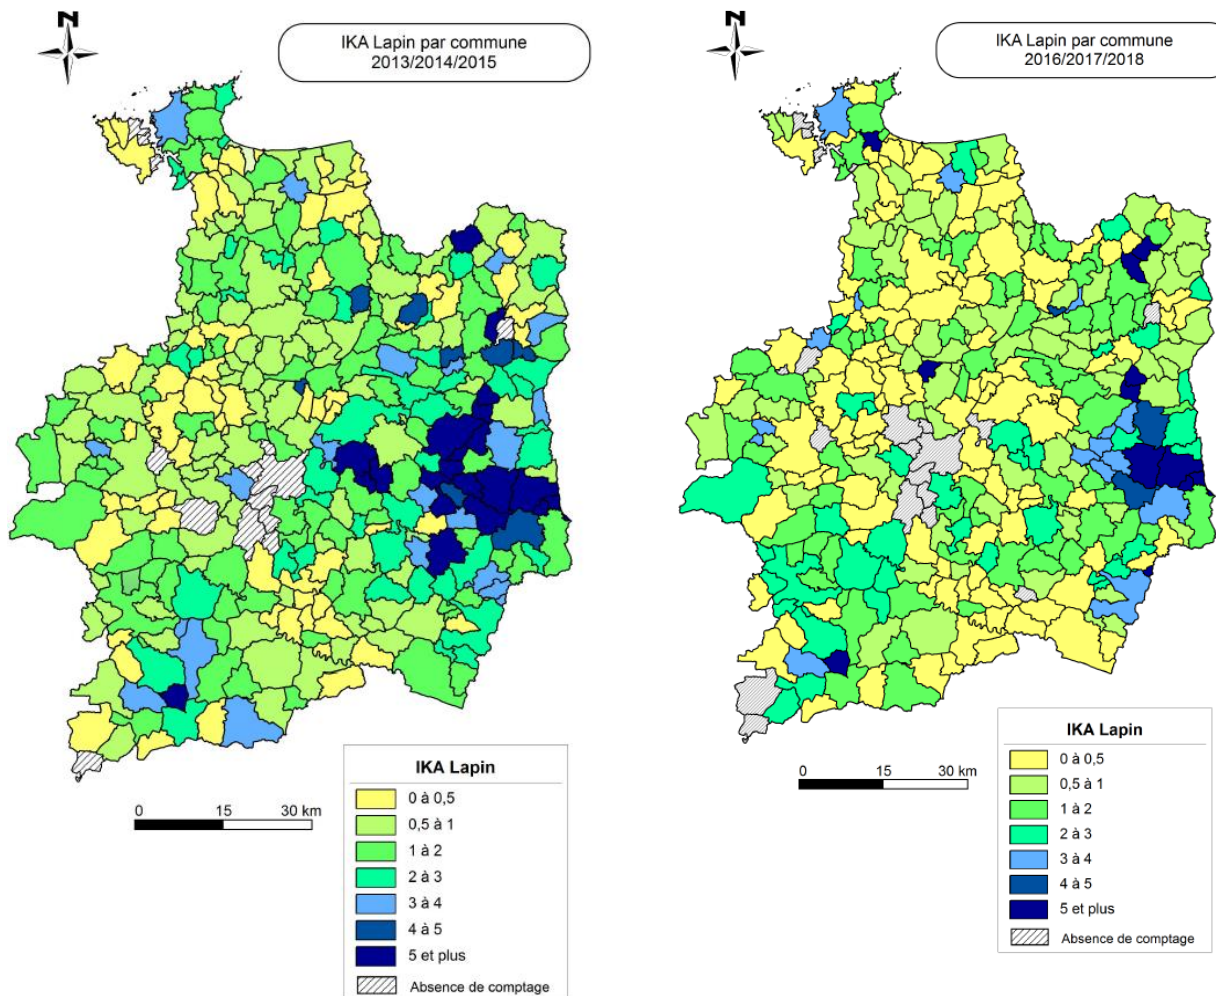 N
IKA Lapin par commune
2013/2014/2015
0 15 30 km
IKA Lapin
0 à 0,5
0,5 à 1
1 à 2
2 à 3
3 à 4
4 à 5
5 et plus
Absence de comptage
N
IKA Lapin par commune
2016/2017/2018
0 15 30 km
IKA Lapin
0 à 0,5
0,5 à 1
1 à 2
2 à 3
3 à 4
4 à 5
5 et plus
Absence de comptage